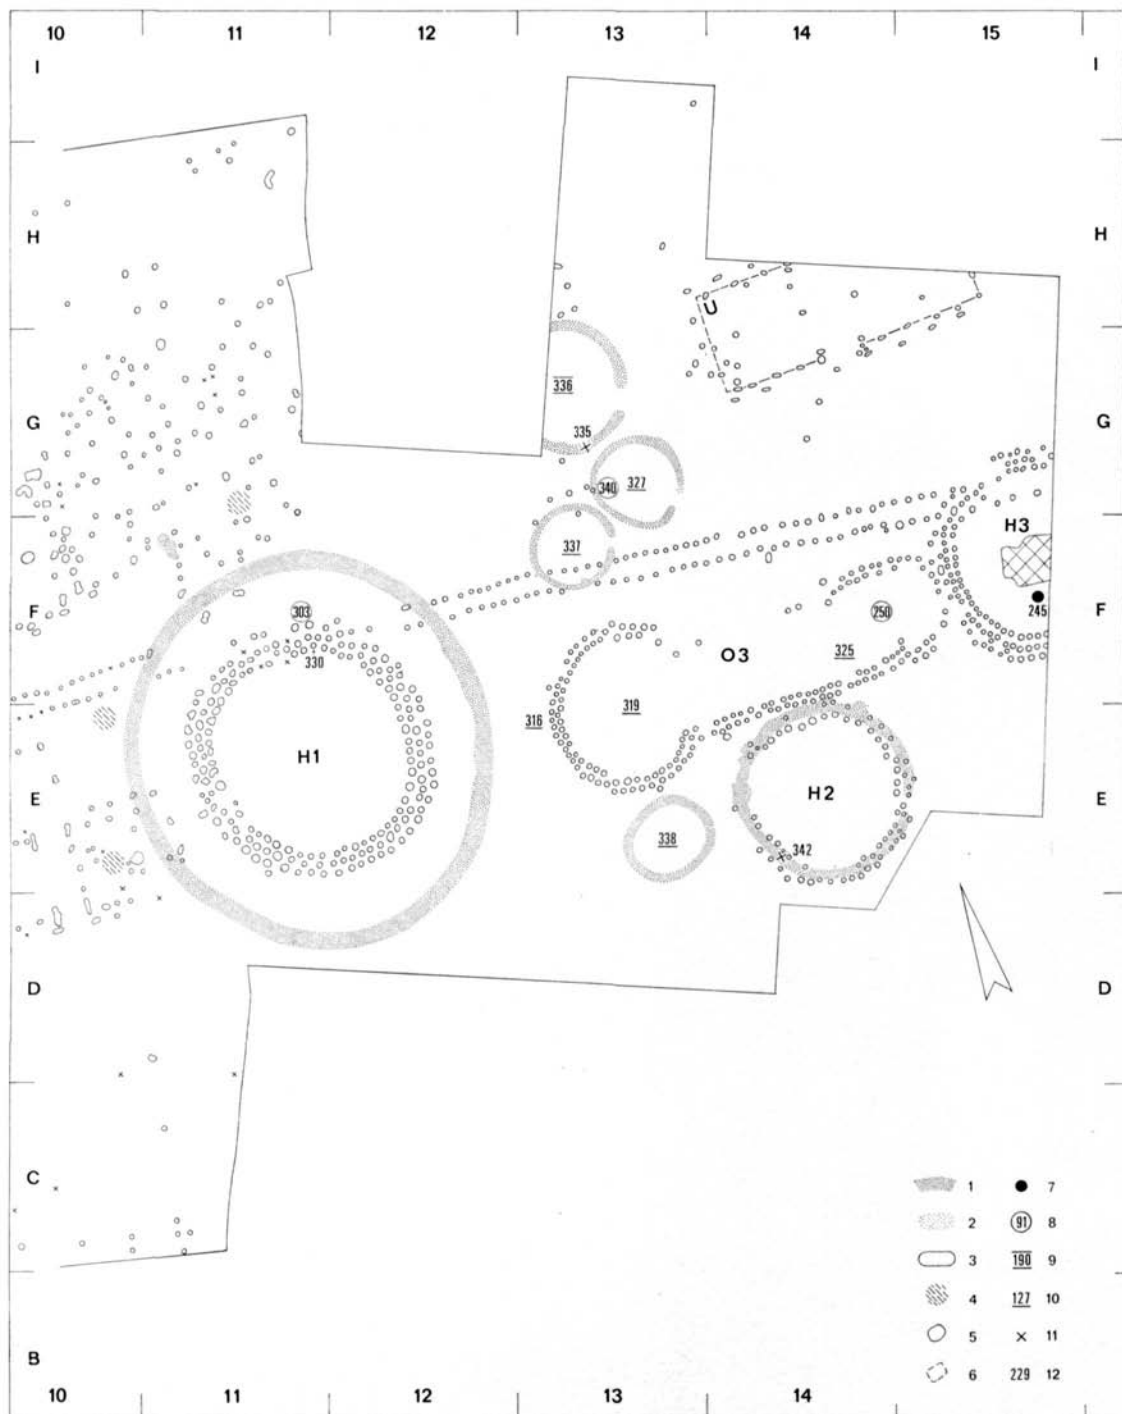 10 11 12 13 14 15
I I
H H
U
336
G 335 G
340 327
H3
337
F 303 F
250
245
330 O3 325
316 319
H1
E H2 E
338 342
D D
C
1 7
2 91 8
3 190 9
4 127 10
5 x 11
B
6 229 12
10 11 12 13 14